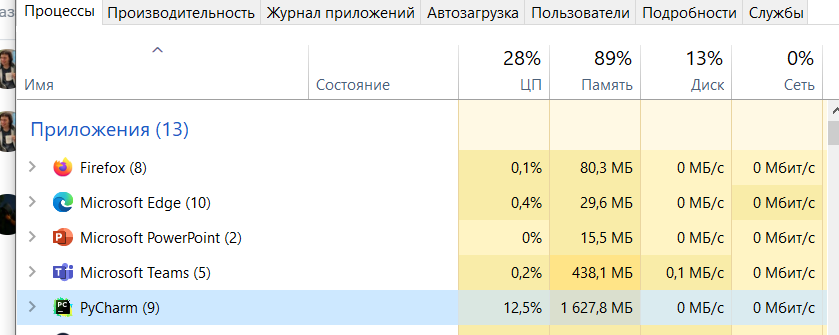 Процессы Производительность Журнал приложений Автозагрузка Пользователи Подробности Службы
28% 89% 13% 0%
Имя Состояние ЦП Память Диск Сеть
Приложения (13)
Firefox (8) 0,1% 80,3 МБ 0 МБ/с 0 Мбит/с
Microsoft Edge (10) 0,4% 29,6 МБ 0 МБ/с 0 Мбит/с
Microsoft PowerPoint (2) 0% 15,5 МБ 0 МБ/с 0 Мбит/с
Microsoft Teams (5) 0,2% 438,1 МБ 0,1 МБ/с 0 Мбит/с
PyCharm (9) 12,5% 1 627,8 МБ 0 МБ/с 0 Мбит/с